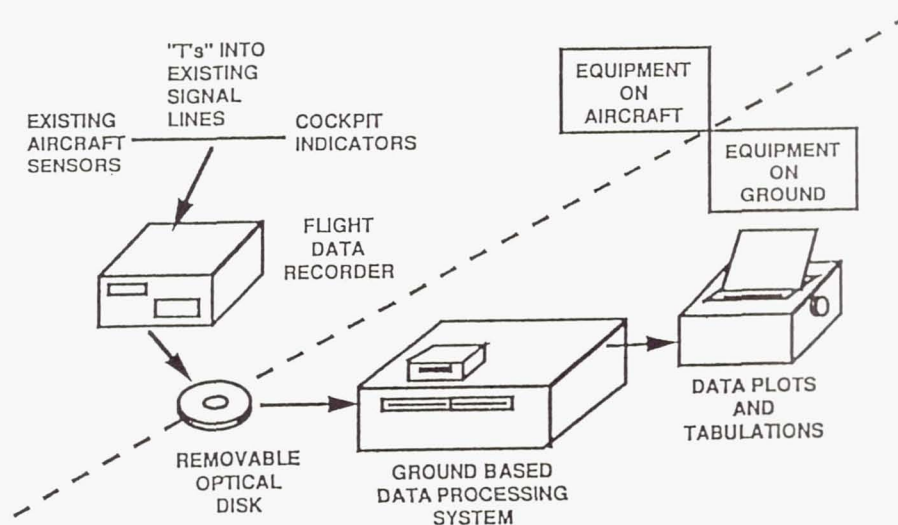 "T's" INTO
EXISTING
SIGNAL
LINES
EXISTING
AIRCRAFT
SENSORS
COCKPIT
INDICATORS
EQUIPMENT
ON
AIRCRAFT
EQUIPMENT
ON
GROUND
FLIGHT
DATA
RECORDER
REMOVABLE
OPTICAL
DISK
GROUND BASED
DATA PROCESSING
SYSTEM
DATA PLOTS
AND
TABULATIONS